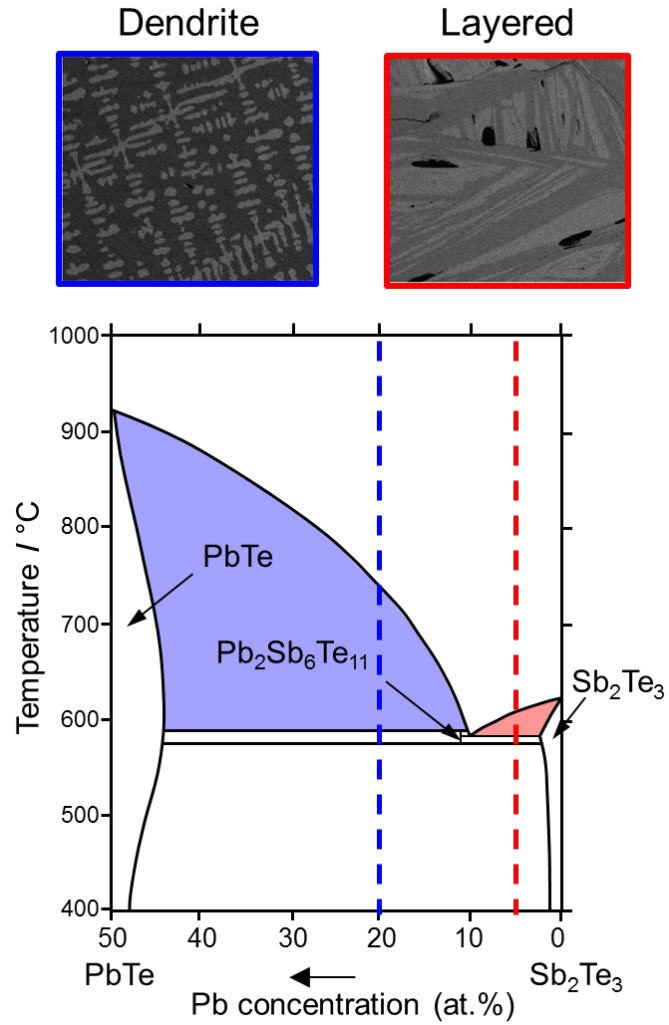 Dendrite
Layered
1000
900
800
700
600
500
400
Temperature / °C
PbTe
Pb₂Sb₆Te₁₁
Sb₂Te₃
50
40
30
20
10
0
PbTe
Sb₂Te₃
Pb concentration (at.%)